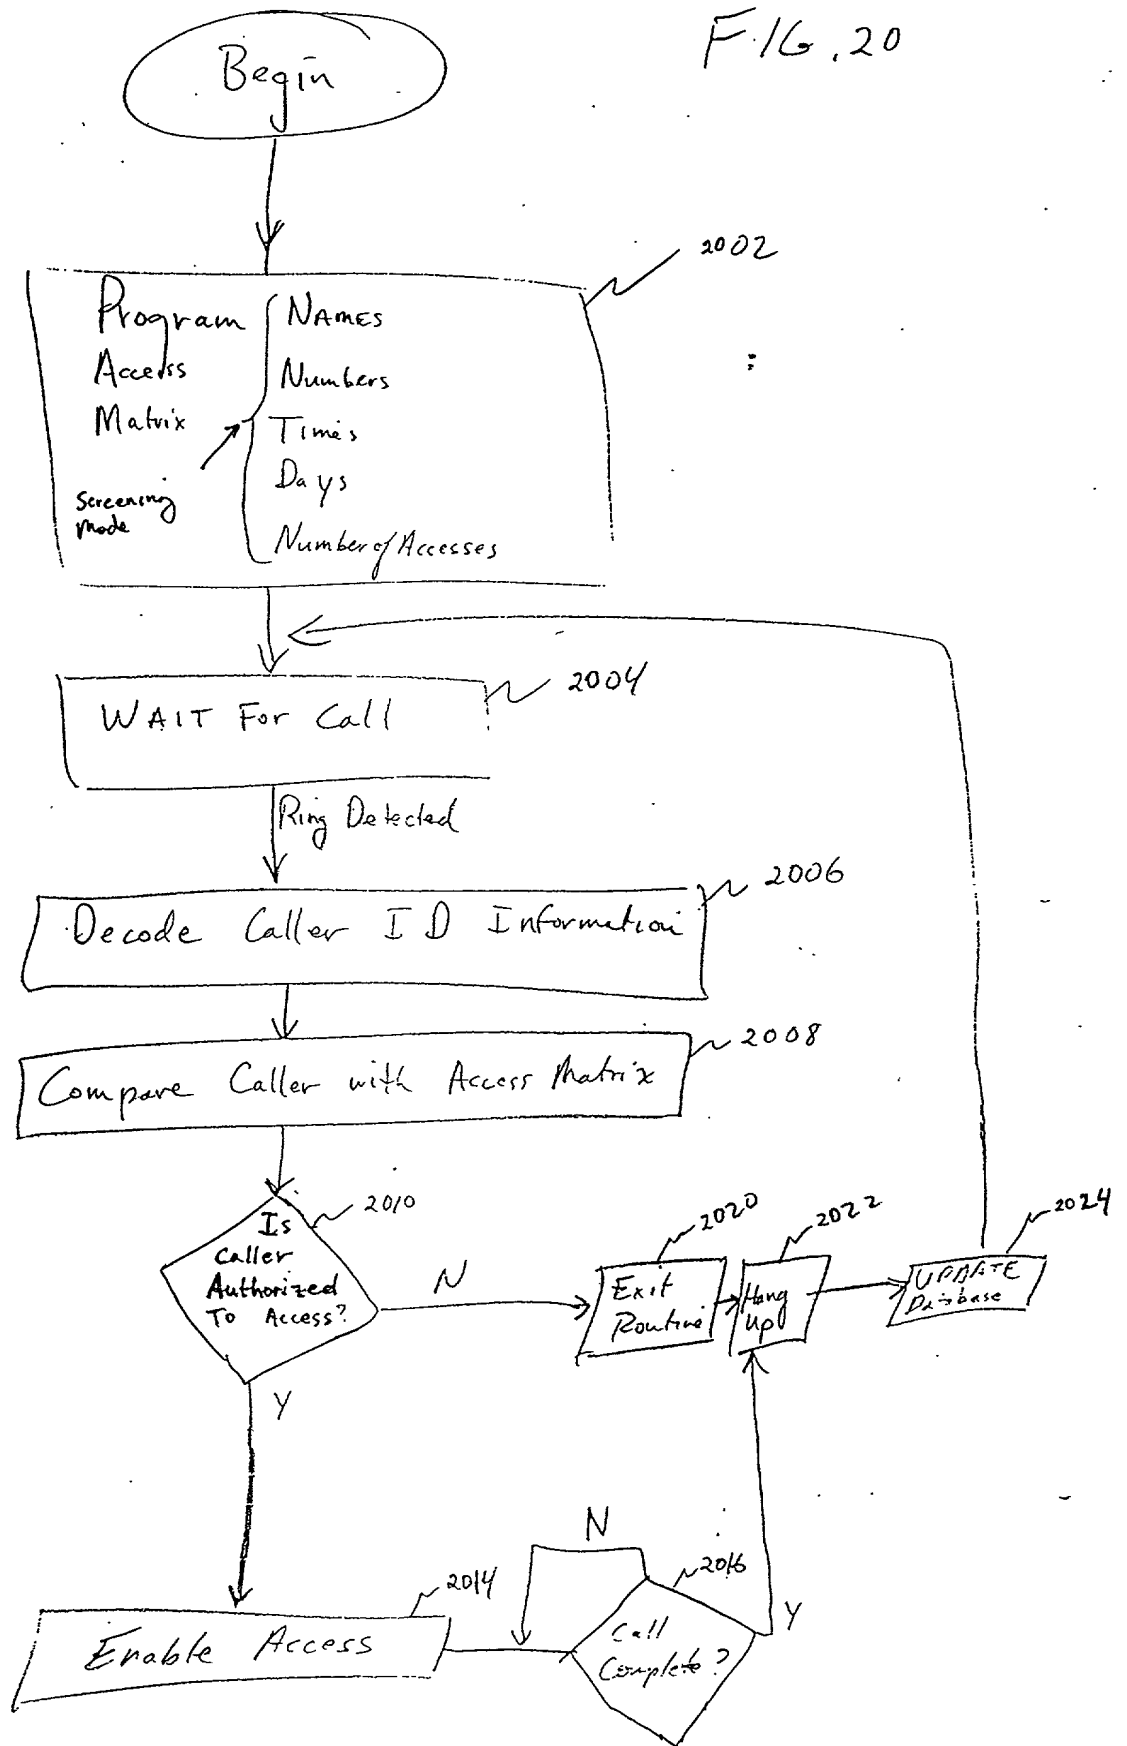 FIG. 20
Begin
2002
Program
Access
Matrix
Screening
Mode
NAMES
Numbers
Times
Days
Number of Accesses
2004
WAIT For Call
Ring Detected
2006
Decode Caller ID Information
2008
Compare Caller with Access Matrix
2010
Is
Caller
Authorized
To Access?
N
Y
2020
Exit
Routine
2022
Hang
Up
2024
UPDATE
Database
2014
Enable Access
N
2016
Call
Complete?
Y